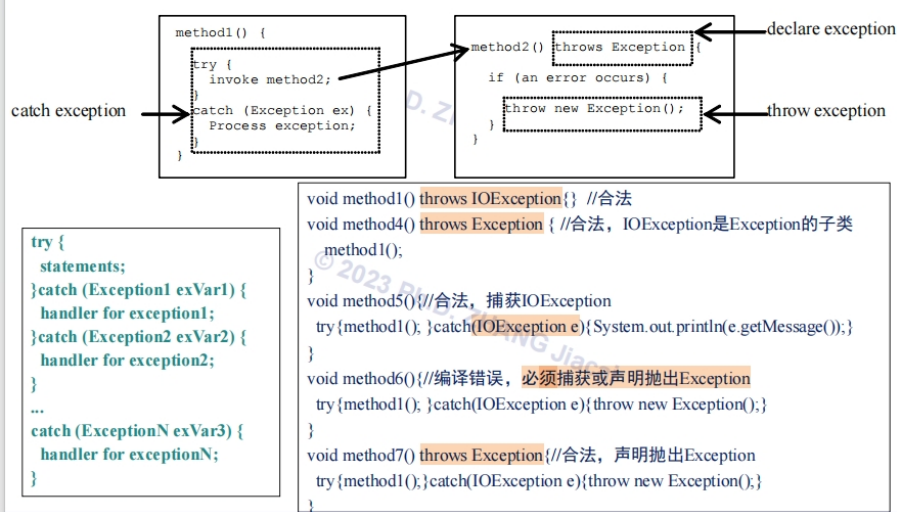 method1() {
try {
invoke method2;
}
catch (Exception ex) {
Process exception;
}
}
catch exception
method2() throws Exception {
if (an error occurs) {
throw new Exception();
}
}
declare exception
throw exception
try {
statements;
}catch (Exception1 exVar1) {
handler for exception1;
}catch (Exception2 exVar2) {
handler for exception2;
}
...
catch (ExceptionN exVar3) {
handler for exceptionN;
}
void method1() throws IOException{} //合法
void method4() throws Exception { //合法，IOException是Exception的子类
method1();
}
void method5(){//合法，捕获IOException
try{method1(); }catch(IOException e){System.out.println(e.getMessage());}
}
void method6(){//编译错误，必须捕获或声明抛出Exception
try{method1(); }catch(IOException e){throw new Exception();}
}
void method7() throws Exception{//合法，声明抛出Exception
try{method1();}catch(IOException e){throw new Exception();}
}
© 2023 Ph.D. ZHANG